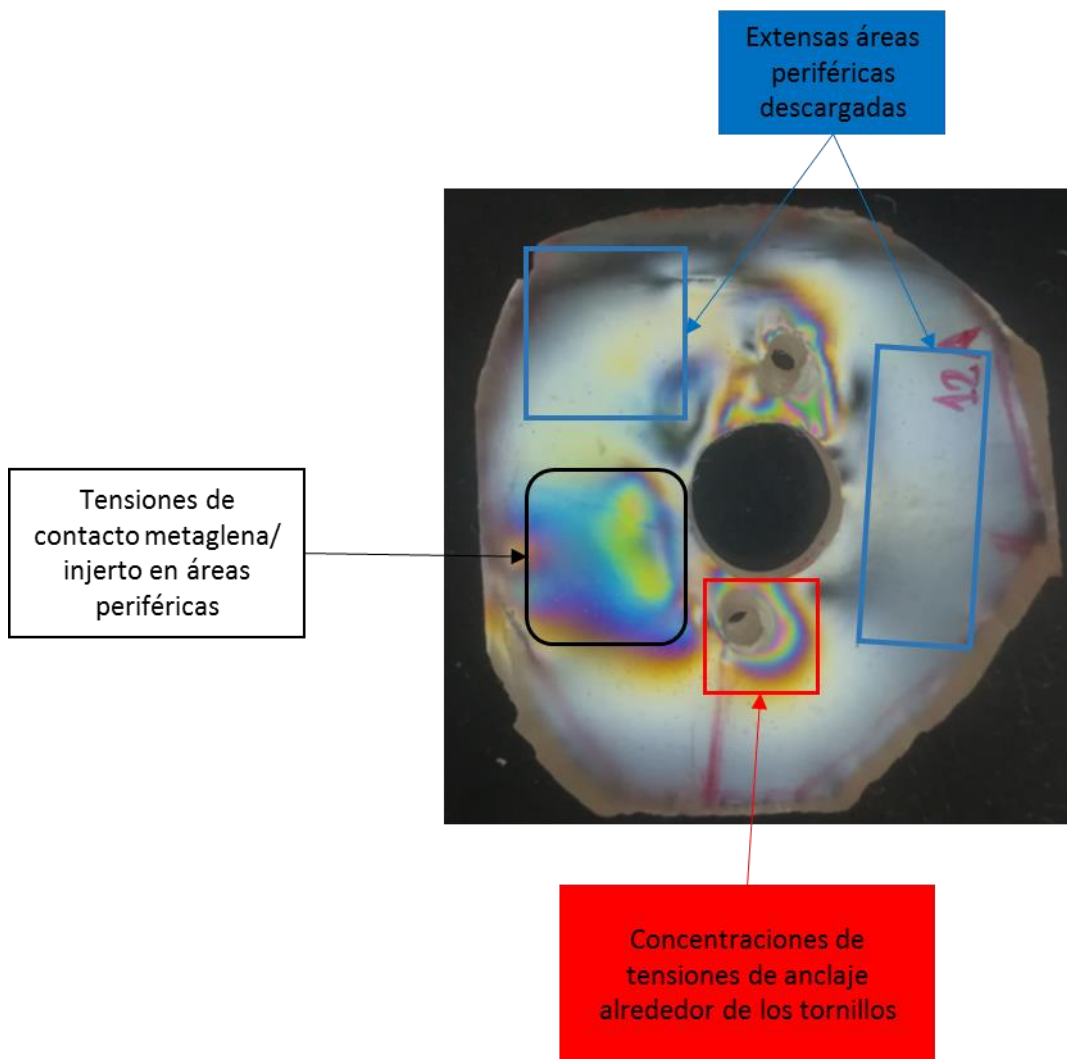 Extensas áreas
periféricas
descargadas
12.A
Tensiones de
contacto metaglena/
injerto en áreas
periféricas
Concentraciones de
tensiones de anclaje
alrededor de los tornillos